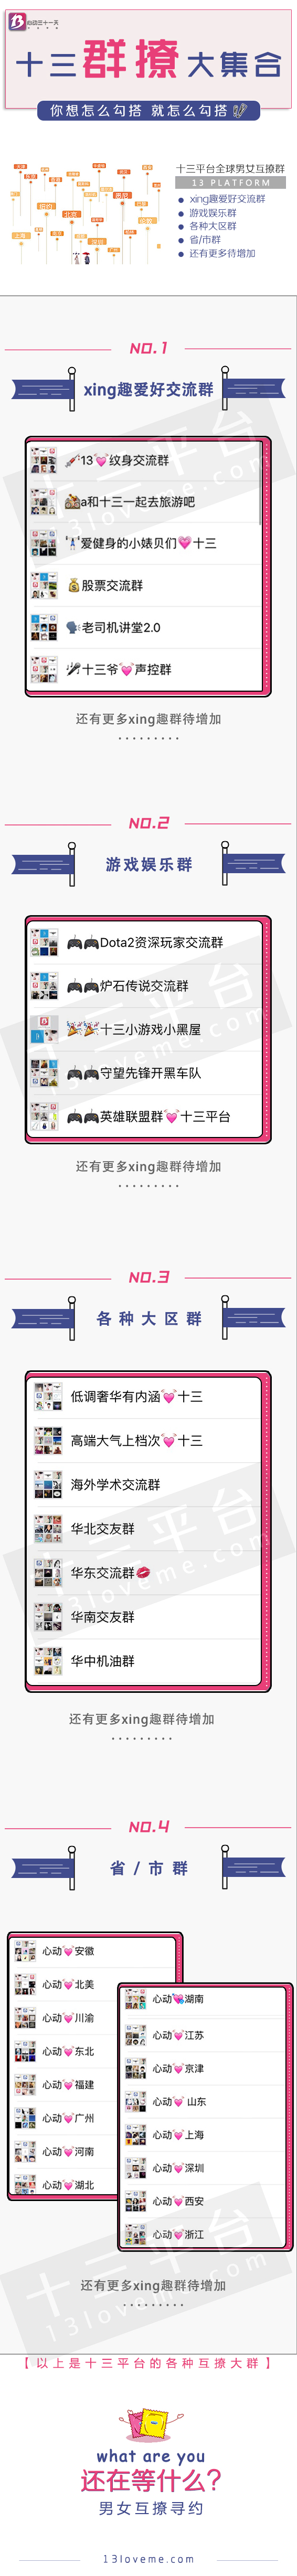 心动三十一天
十三群撩大集合
你想怎么勾搭 就怎么勾搭
十三平台全球男女互撩群
13 PLATFORM
xing趣爱好交流群
游戏娱乐群
各种大区群
省/市群
还有更多待增加
NO.1
xing趣爱好交流群
💉13💓纹身交流群
a和十三一起去旅游吧
爱健身的小婊贝们💗十三
💰股票交流群
🗣老司机讲堂2.0
🎤十三爷💓声控群
还有更多xing趣群待增加
NO.2
游戏娱乐群
🎮🎮Dota2资深玩家交流群
🎮🎮炉石传说交流群
🎉🎉十三小游戏小黑屋
🎮🎮守望先锋开黑车队
🎮🎮英雄联盟群💓十三平台
还有更多xing趣群待增加
NO.3
各种大区群
低调奢华有内涵💓十三
高端大气上档次💓十三
海外学术交流群
华北交友群
华东交流群💋
华南交友群
华中机油群
还有更多xing趣群待增加
NO.4
省/市群
心动💓安徽
心动💓北美
心动💓川渝
心动💓东北
心动💓福建
心动💓广州
心动💓河南
心动💓湖北
心动💘湖南
心动💓江苏
心动💓京津
心动💓 山东
心动💓上海
心动💓深圳
心动💓西安
心动💓浙江
还有更多xing趣群待增加
十三平台
13loveme.com
【以上是十三平台的各种互撩大群】
what are you
还在等什么?
男女互撩寻约
13loveme.com